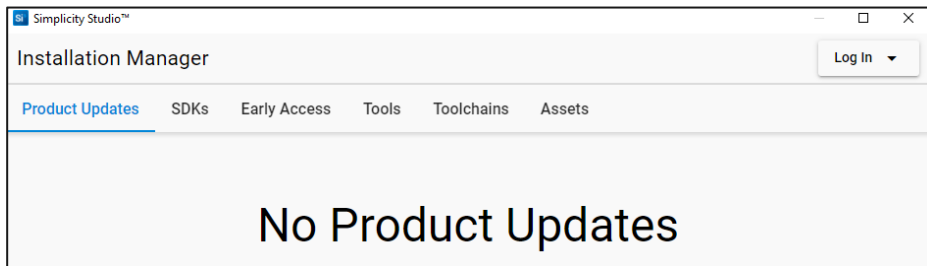 Si Simplicity Studio™
Installation Manager
Log In
Product Updates SDKs Early Access Tools Toolchains Assets
No Product Updates